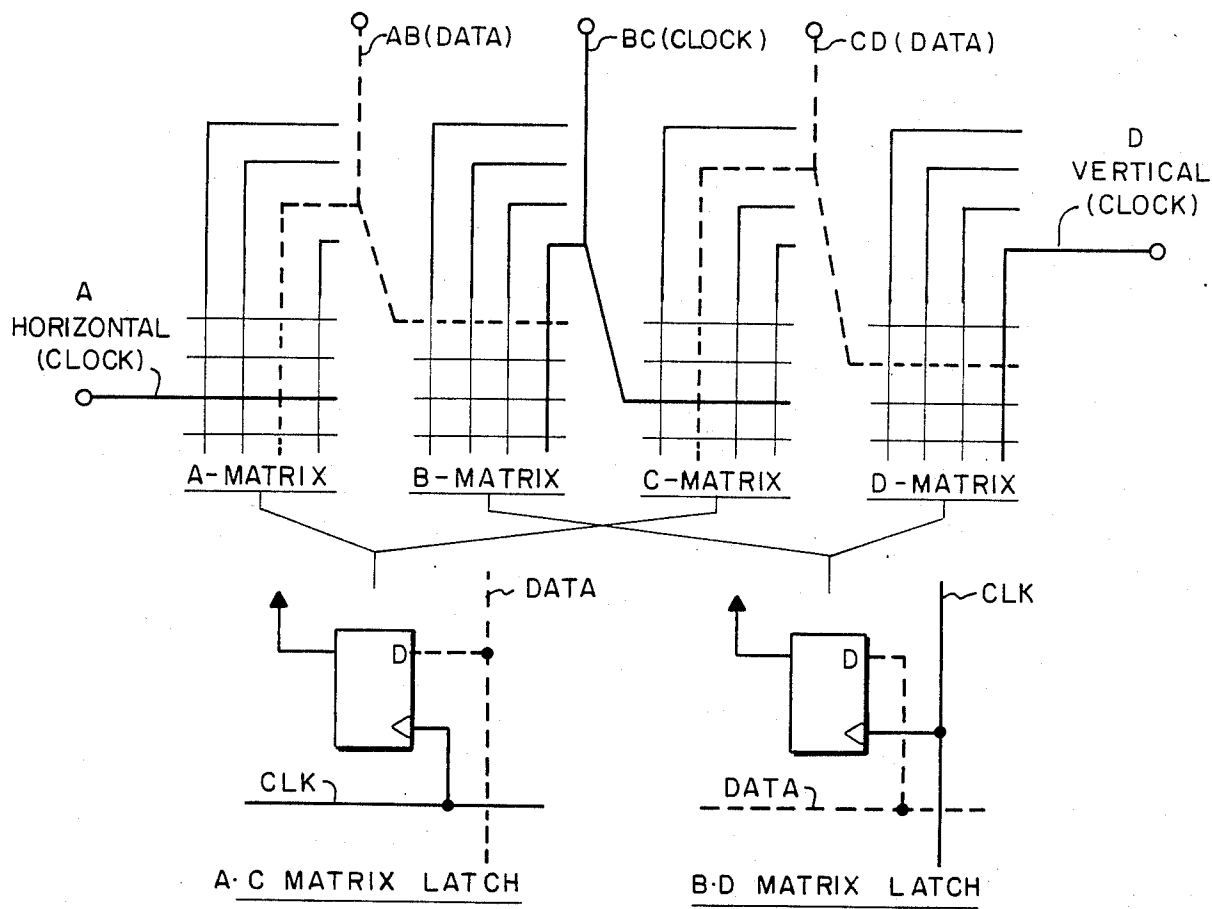 AB (DATA)
BC (CLOCK)
CD (DATA)
D
VERTICAL
(CLOCK)
A
HORIZONTAL
(CLOCK)
A-MATRIX
B-MATRIX
C-MATRIX
D-MATRIX
DATA
D
CLK
A·C MATRIX LATCH
CLK
D
DATA
B·D MATRIX LATCH